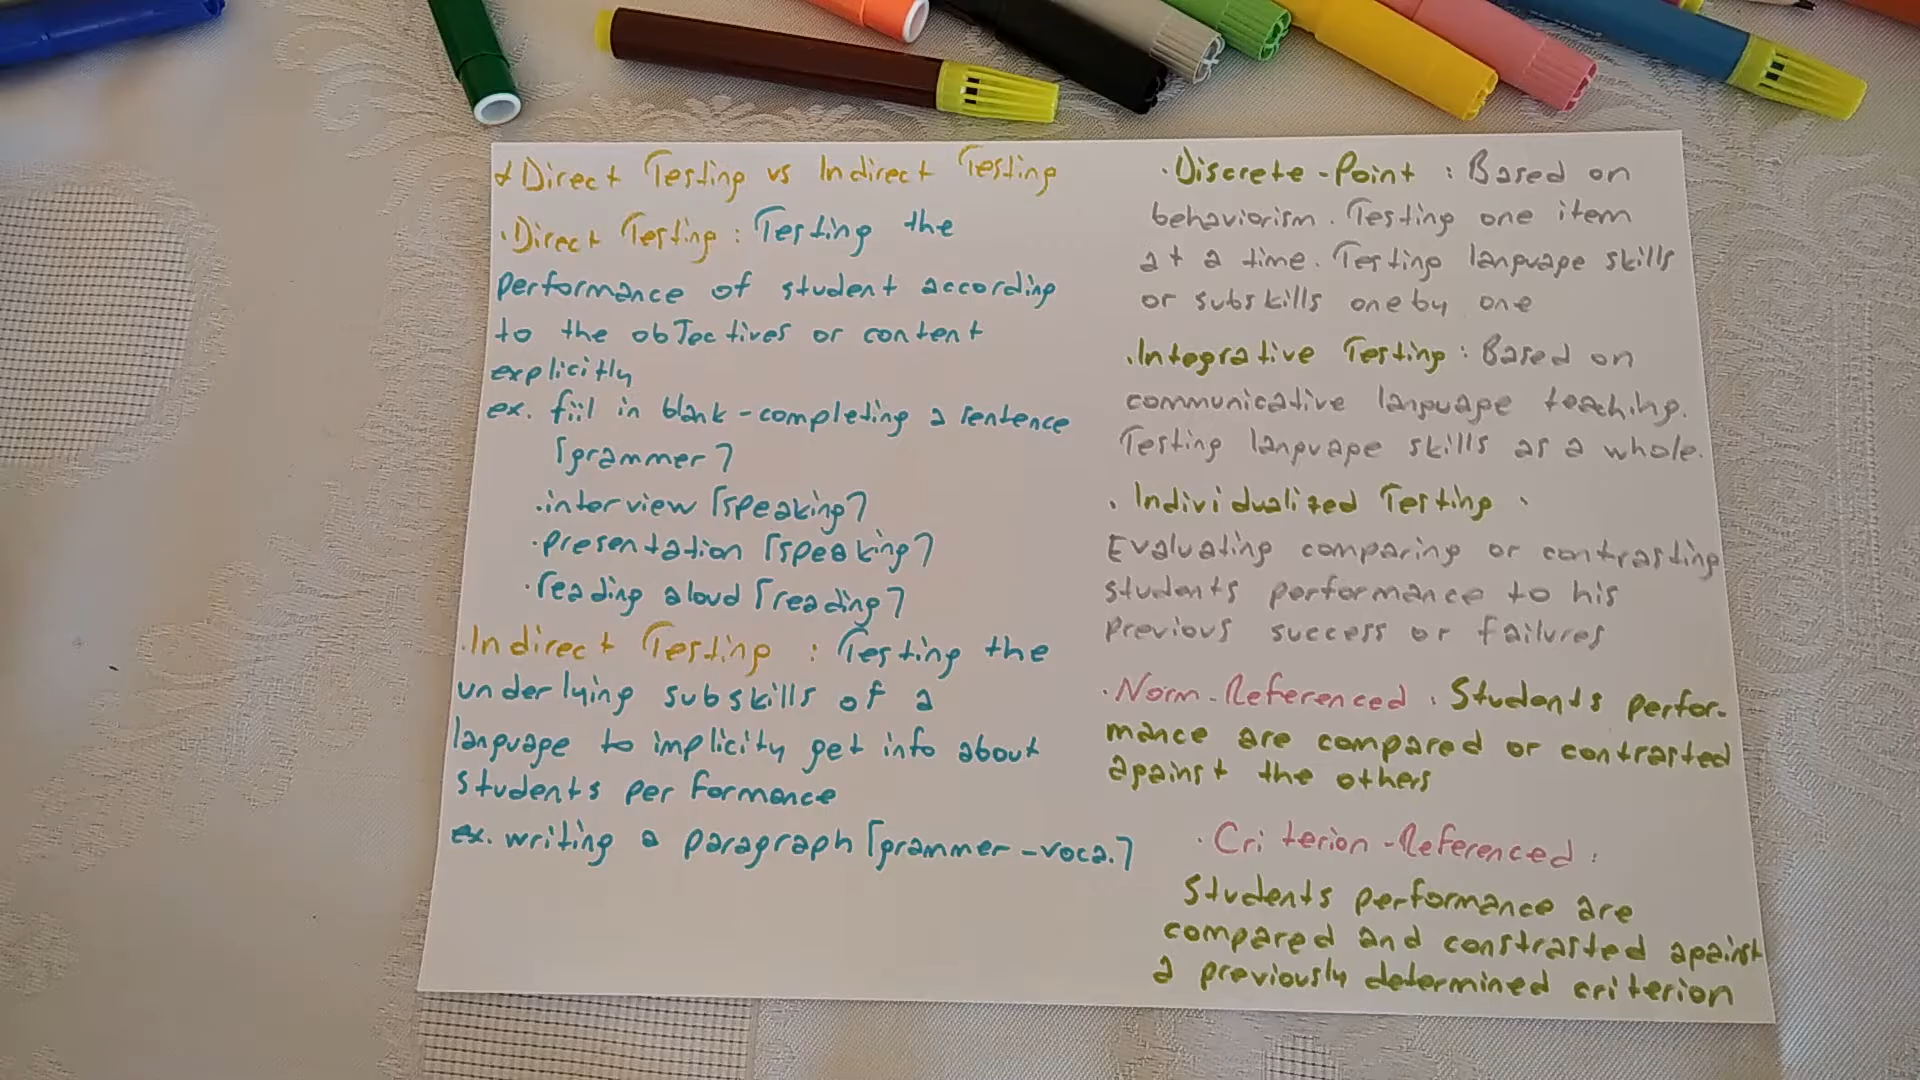 Direct Testing vs Indirect Testing
·Direct Testing : Testing the
performance of student according
to the objectives or content
explicitly
ex. fiil in blank - completing a sentence
[grammer]
·interview [speaking]
·presentation [speaking]
·reading aloud [reading]
·Indirect Testing : Testing the
underlying subskills of a
language to implicity get info about
students performance
ex. writing a paragraph [grammer - voca.]
·Discrete-Point : Based on
behaviorism. Testing one item
at a time. Testing language skills
or subskills one by one
·Integrative Testing : Based on
communicative language teaching.
Testing language skills as a whole.
·Individualized Testing ·
Evaluating comparing or contrasting
students performance to his
previous success or failures
·Norm-Referenced : Students perfor-
mance are compared or contrasted
against the others
·Criterion-Referenced :
Students performance are
compared and constrasted against
a previously determined criterion